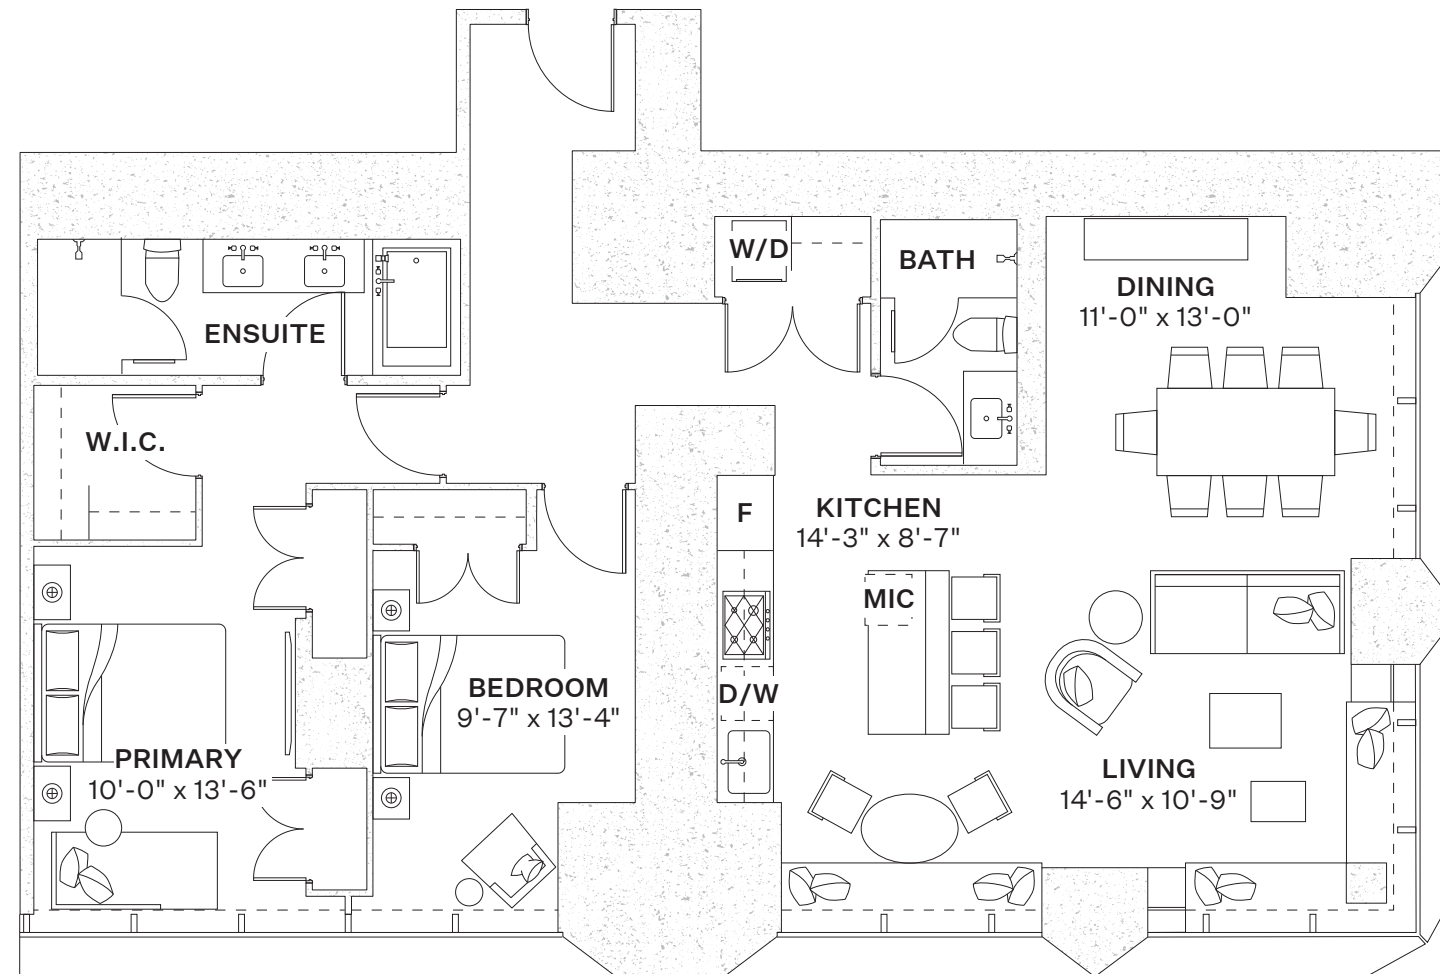 W/D
BATH
DINING
11'-0" x 13'-0"
ENSUITE
W.I.C.
F
KITCHEN
14'-3" x 8'-7"
MIC
D/W
BEDROOM
9'-7" x 13'-4"
PRIMARY
10'-0" x 13'-6"
LIVING
14'-6" x 10'-9"